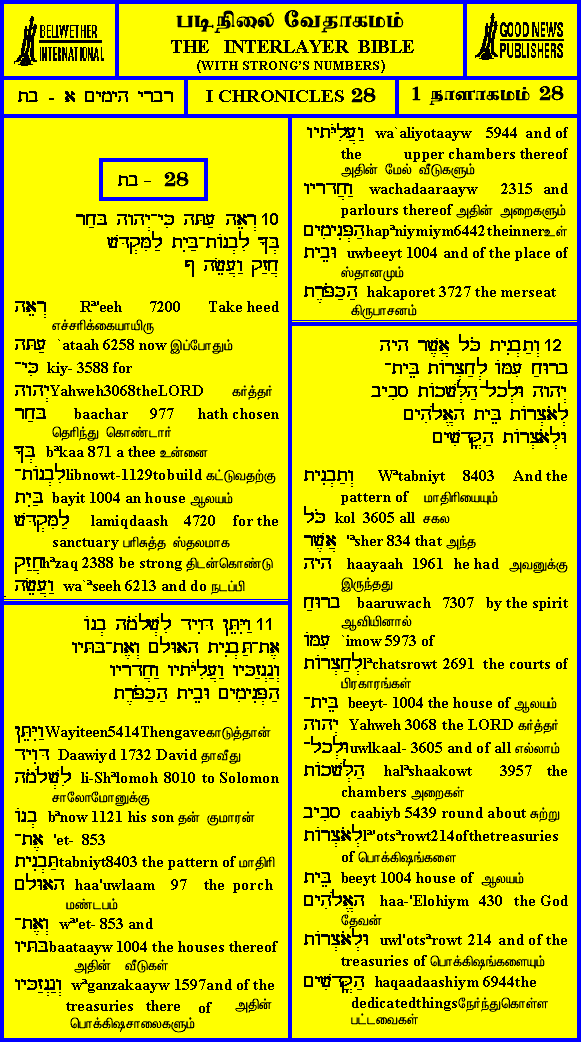 BELLWETHER
INTERNATIONAL
படிநிலை வேதாகமம்
THE INTERLAYER BIBLE
(WITH STRONG'S NUMBERS)
GOOD NEWS
PUBLISHERS
דברי הימים א - כח
I CHRONICLES 28
1 நாளாகமம் 28
28 - כח
10 רְאֵה עַתָּה כִּי־יְהוָה בָּחַר
בְּךָ לִבְנוֹת־בַּיִת לַמִּקְדָּשׁ
חֲזַק וַעֲשֵׂה ף
רְאֵה Rª'eeh 7200 Take heed
எச்சரிக்கையாயிரு
עַתָּה `ataah 6258 now இப்போதும்
כִּי־ kiy- 3588 for
יְהוָה Yahweh3068theLORD கர்த்தர்
בָּחַר baachar 977 hath chosen
தெரிந்து கொண்டார்
בְּךָ bªkaa 871 a thee உன்னை
לִבְנוֹת־libnowt-1129tobuild கட்டுவதற்கு
בַּיִת bayit 1004 an house ஆலயம்
לַמִּקְדָּשׁ lamiqdaash 4720 for the
sanctuary பரிசுத்த ஸ்தலமாக
חֲזַק hªzaq 2388 be strong திடன்கொண்டு
וַעֲשֵׂה wa`ªseeh 6213 and do நடப்பி
11 וַיִּתֵּן דָּוִיד לִשְׁלֹמֹה בְנוֹ
אֶת־תַּבְנִית הָאוּלָם וְאֶת־בָּתָּיו
וְגַנְזַכָּיו וַעֲלִיֹּתָיו וַחֲדָרָיו
הַפְּנִימִים וּבֵית הַכַּפֹּרֶת
וַיִּתֵּן Wayiteen5414Thengaveகொடுத்தான்
דָּוִיד Daawiyd 1732 David தாவீது
לִשְׁלֹמֹה li-Shªlomoh 8010 to Solomon
சாலோமோனுக்கு
בְנוֹ bªnow 1121 his son தன் குமாரன்
אֶת־ 'et- 853
תַּבְנִית tabniyt8403 the pattern of மாதிரி
הָאוּלָם haa'uwlaam 97 the porch
மண்டபம்
וְאֶת־ wª'et- 853 and
בָּתָּיו baataayw 1004 the houses thereof
அதின் வீடுகள்
וְגַנְזַכָּיו wªganzakaayw 1597and of the
treasuries there of அதின்
பொக்கிஷசாலைகளும்
וַעֲלִיֹּתָיו wa`aliyotaayw 5944 and of
the upper chambers thereof
அதின் மேல் வீடுகளும்
וַחֲדָרָיו wachadaaraayw 2315 and
parlours thereof அதின் அறைகளும்
הַפְּנִימִים hapªniymiym6442theinnerஉள்
וּבֵית uwbeeyt 1004 and of the place of
ஸ்தானமும்
הַכַּפֹּרֶת hakaporet 3727 the merseat
கிருபாசனம்
12 וְתַבְנִית כֹּל אֲשֶׁר הָיָה
בָרוּחַ עִמּוֹ לְחַצְרוֹת בֵּית־
יְהוָה וּלְכָל־הַלְּשָׁכוֹת סָבִיב
לְאֹצְרוֹת בֵּית הָאֱלֹהִים
וּלְאֹצְרוֹת הַקֳּדָשִׁים
וְתַבְנִית Wªtabniyt 8403 And the
pattern of மாதிரியையும்
כֹּל kol 3605 all சகல
אֲשֶׁר 'ªsher 834 that அந்த
הָיָה haayaah 1961 he had அவனுக்கு
இருந்தது
בָרוּחַ baaruwach 7307 by the spirit
ஆவியினால்
עִמּוֹ `imow 5973 of
לְחַצְרוֹת lªchatsrowt 2691 the courts of
பிரகாரங்கள்
בֵּית־ beeyt- 1004 the house of ஆலயம்
יְהוָה Yahweh 3068 the LORD கர்த்தர்
וּלְכָל־ uwlkaal- 3605 and of all எல்லாம்
הַלְּשָׁכוֹת halªshaakowt 3957 the
chambers அறைகள்
סָבִיב caabiyb 5439 round about சுற்று
לְאֹצְרוֹת lª'otsªrowt214ofthetreasuries
of பொக்கிஷங்களை
בֵּית beeyt 1004 house of ஆலயம்
הָאֱלֹהִים haa-'Elohiym 430 the God
தேவன்
וּלְאֹצְרוֹת uwl'otsªrowt 214 and of the
treasuries of பொக்கிஷங்களையும்
הַקֳּדָשִׁים haqaadaashiym 6944the
dedicatedthingsநேர்ந்துகொள்ள
பட்டவைகள்